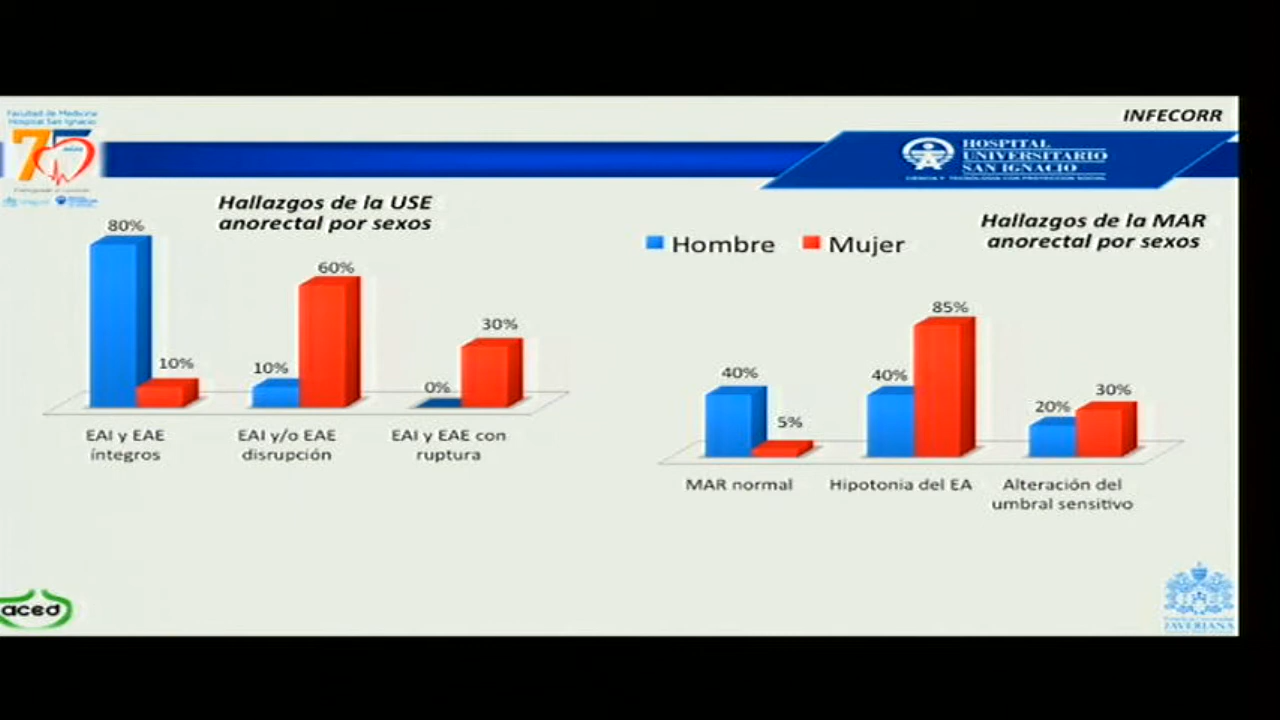 Facultad de Medicina
Hospital San Ignacio
75
AÑOS
INFECORR
HOSPITAL
UNIVERSITARIO
SAN IGNACIO
Hallazgos de la USE
anorectal por sexos
80%
10%
EAI y EAE
íntegros
10%
60%
EAI y/o EAE
disrupción
0%
30%
EAI y EAE con
ruptura
Hombre
Mujer
Hallazgos de la MAR
anorectal por sexos
40%
5%
MAR normal
40%
85%
Hipotonia del EA
20%
30%
Alteración del
umbral sensitivo
aced
JAVERIANA